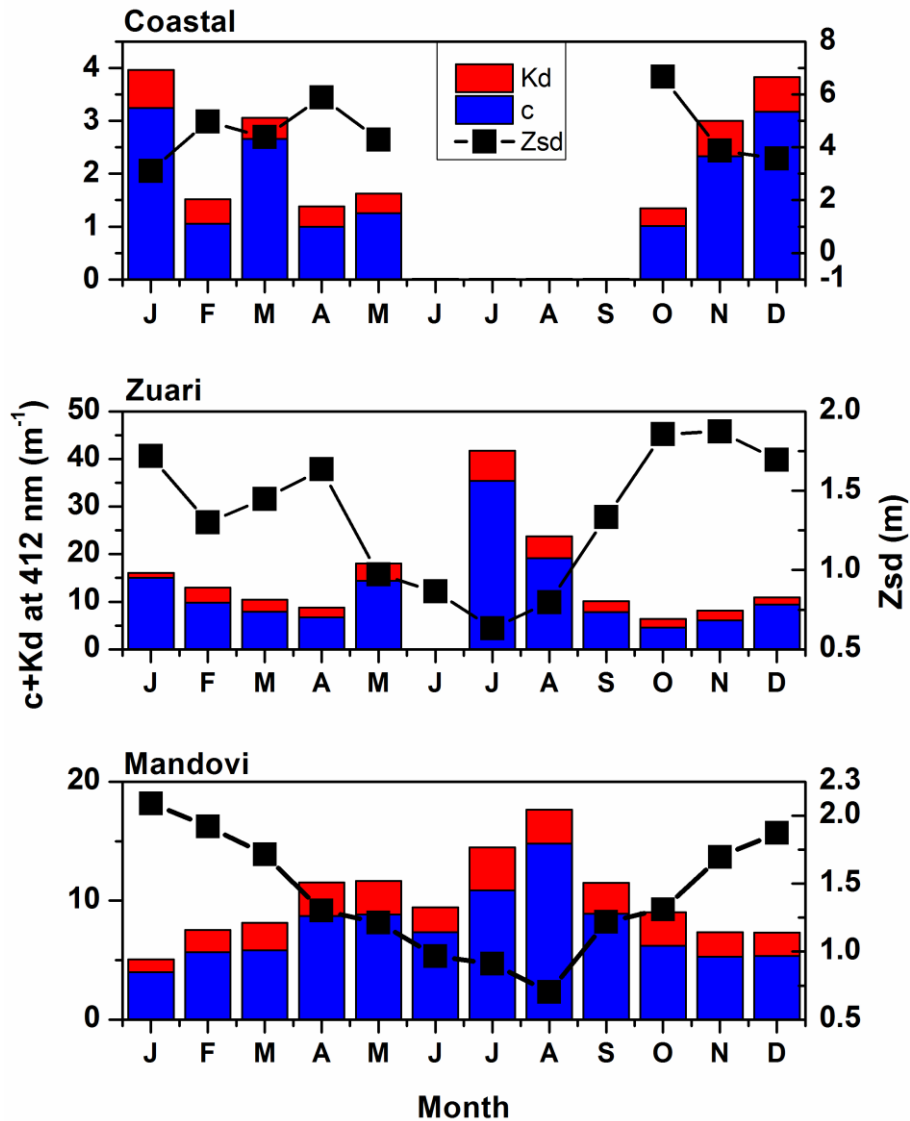 Coastal
Kd
c
Zsd
4
3
2
1
0
8
6
4
2
0
-1
J F M A M J J A S O N D
Zuari
50
40
30
20
10
0
2.0
1.5
1.0
0.5
J F M A M J J A S O N D
c+Kd at 412 nm (m⁻¹)
Zsd (m)
Mandovi
20
10
0
2.3
2.0
1.5
1.0
0.5
J F M A M J J A S O N D
Month